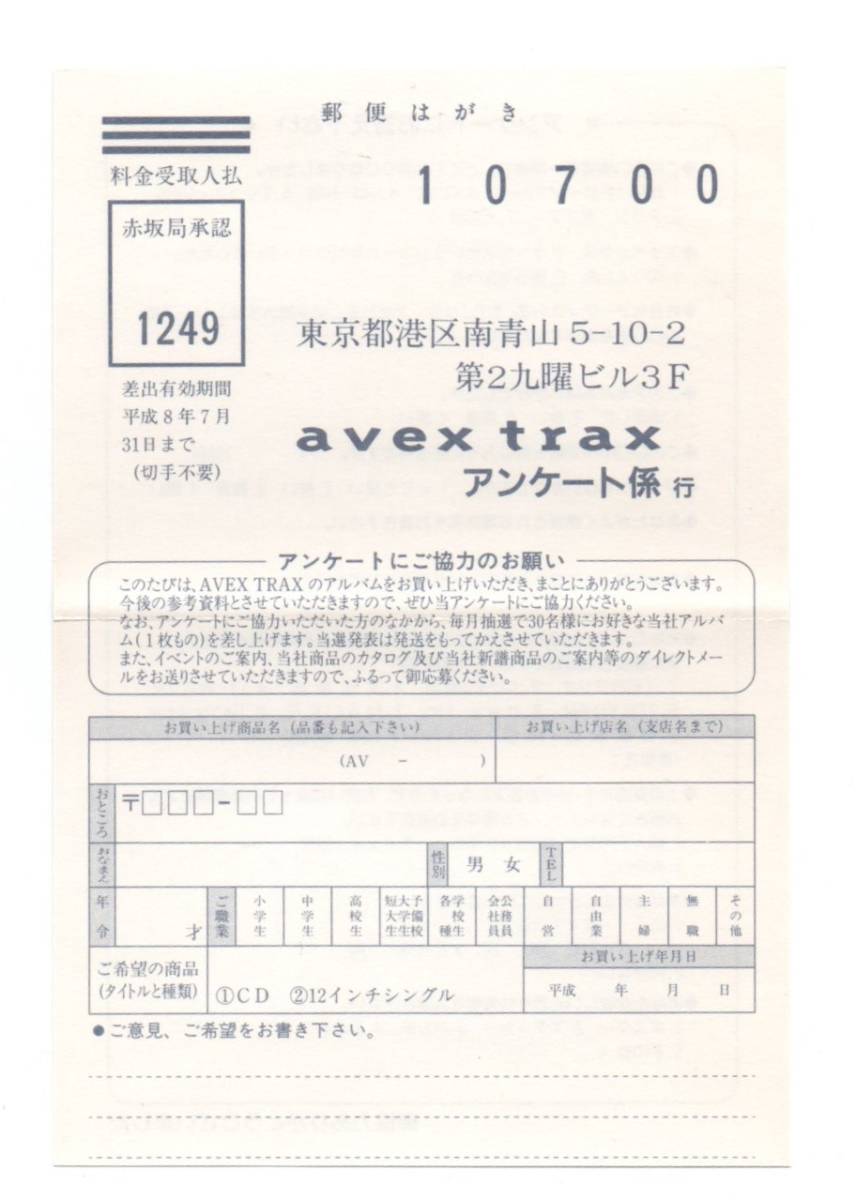 郵便はがき
料金受取人払
10700
赤坂局承認
1249
差出有効期間
平成8年7月
31日まで
(切手不要)
東京都港区南青山5-10-2
第2九曜ビル3F
avex trax
アンケート係 行
アンケートにご協力のお願い
このたびは、AVEX TRAXのアルバムをお買い上げいただき、まことにありがとうございます。
今後の参考資料とさせていただきますので、ぜひ当アンケートにご協力ください。
なお、アンケートにご協力いただいた方のなかから、毎月抽選で30名様にお好きな当社アルバ
ム(1枚もの)を差し上げます。当選発表は発送をもってかえさせていただきます。
また、イベントのご案内、当社商品のカタログ及び当社新譜商品のご案内等のダイレクトメー
ルをお送りさせていただきますので、ふるって御応募ください。
お買い上げ商品名(品番も記入下さい)
お買い上げ店名(支店名まで)
(AV - )
おところ
〒□□□-□□
おなまえ
性別
男 女
TEL
年令
才
ご職業
小学生
中学生
高校生
予備校
大学生
短大生
学校生
各種
公務員
会社員
自営
自由業
主婦
無職
その他
ご希望の商品
(タイトルと種類)
①CD ②12インチシングル
お買い上げ年月日
平成 年 月 日
●ご意見、ご希望をお書き下さい。